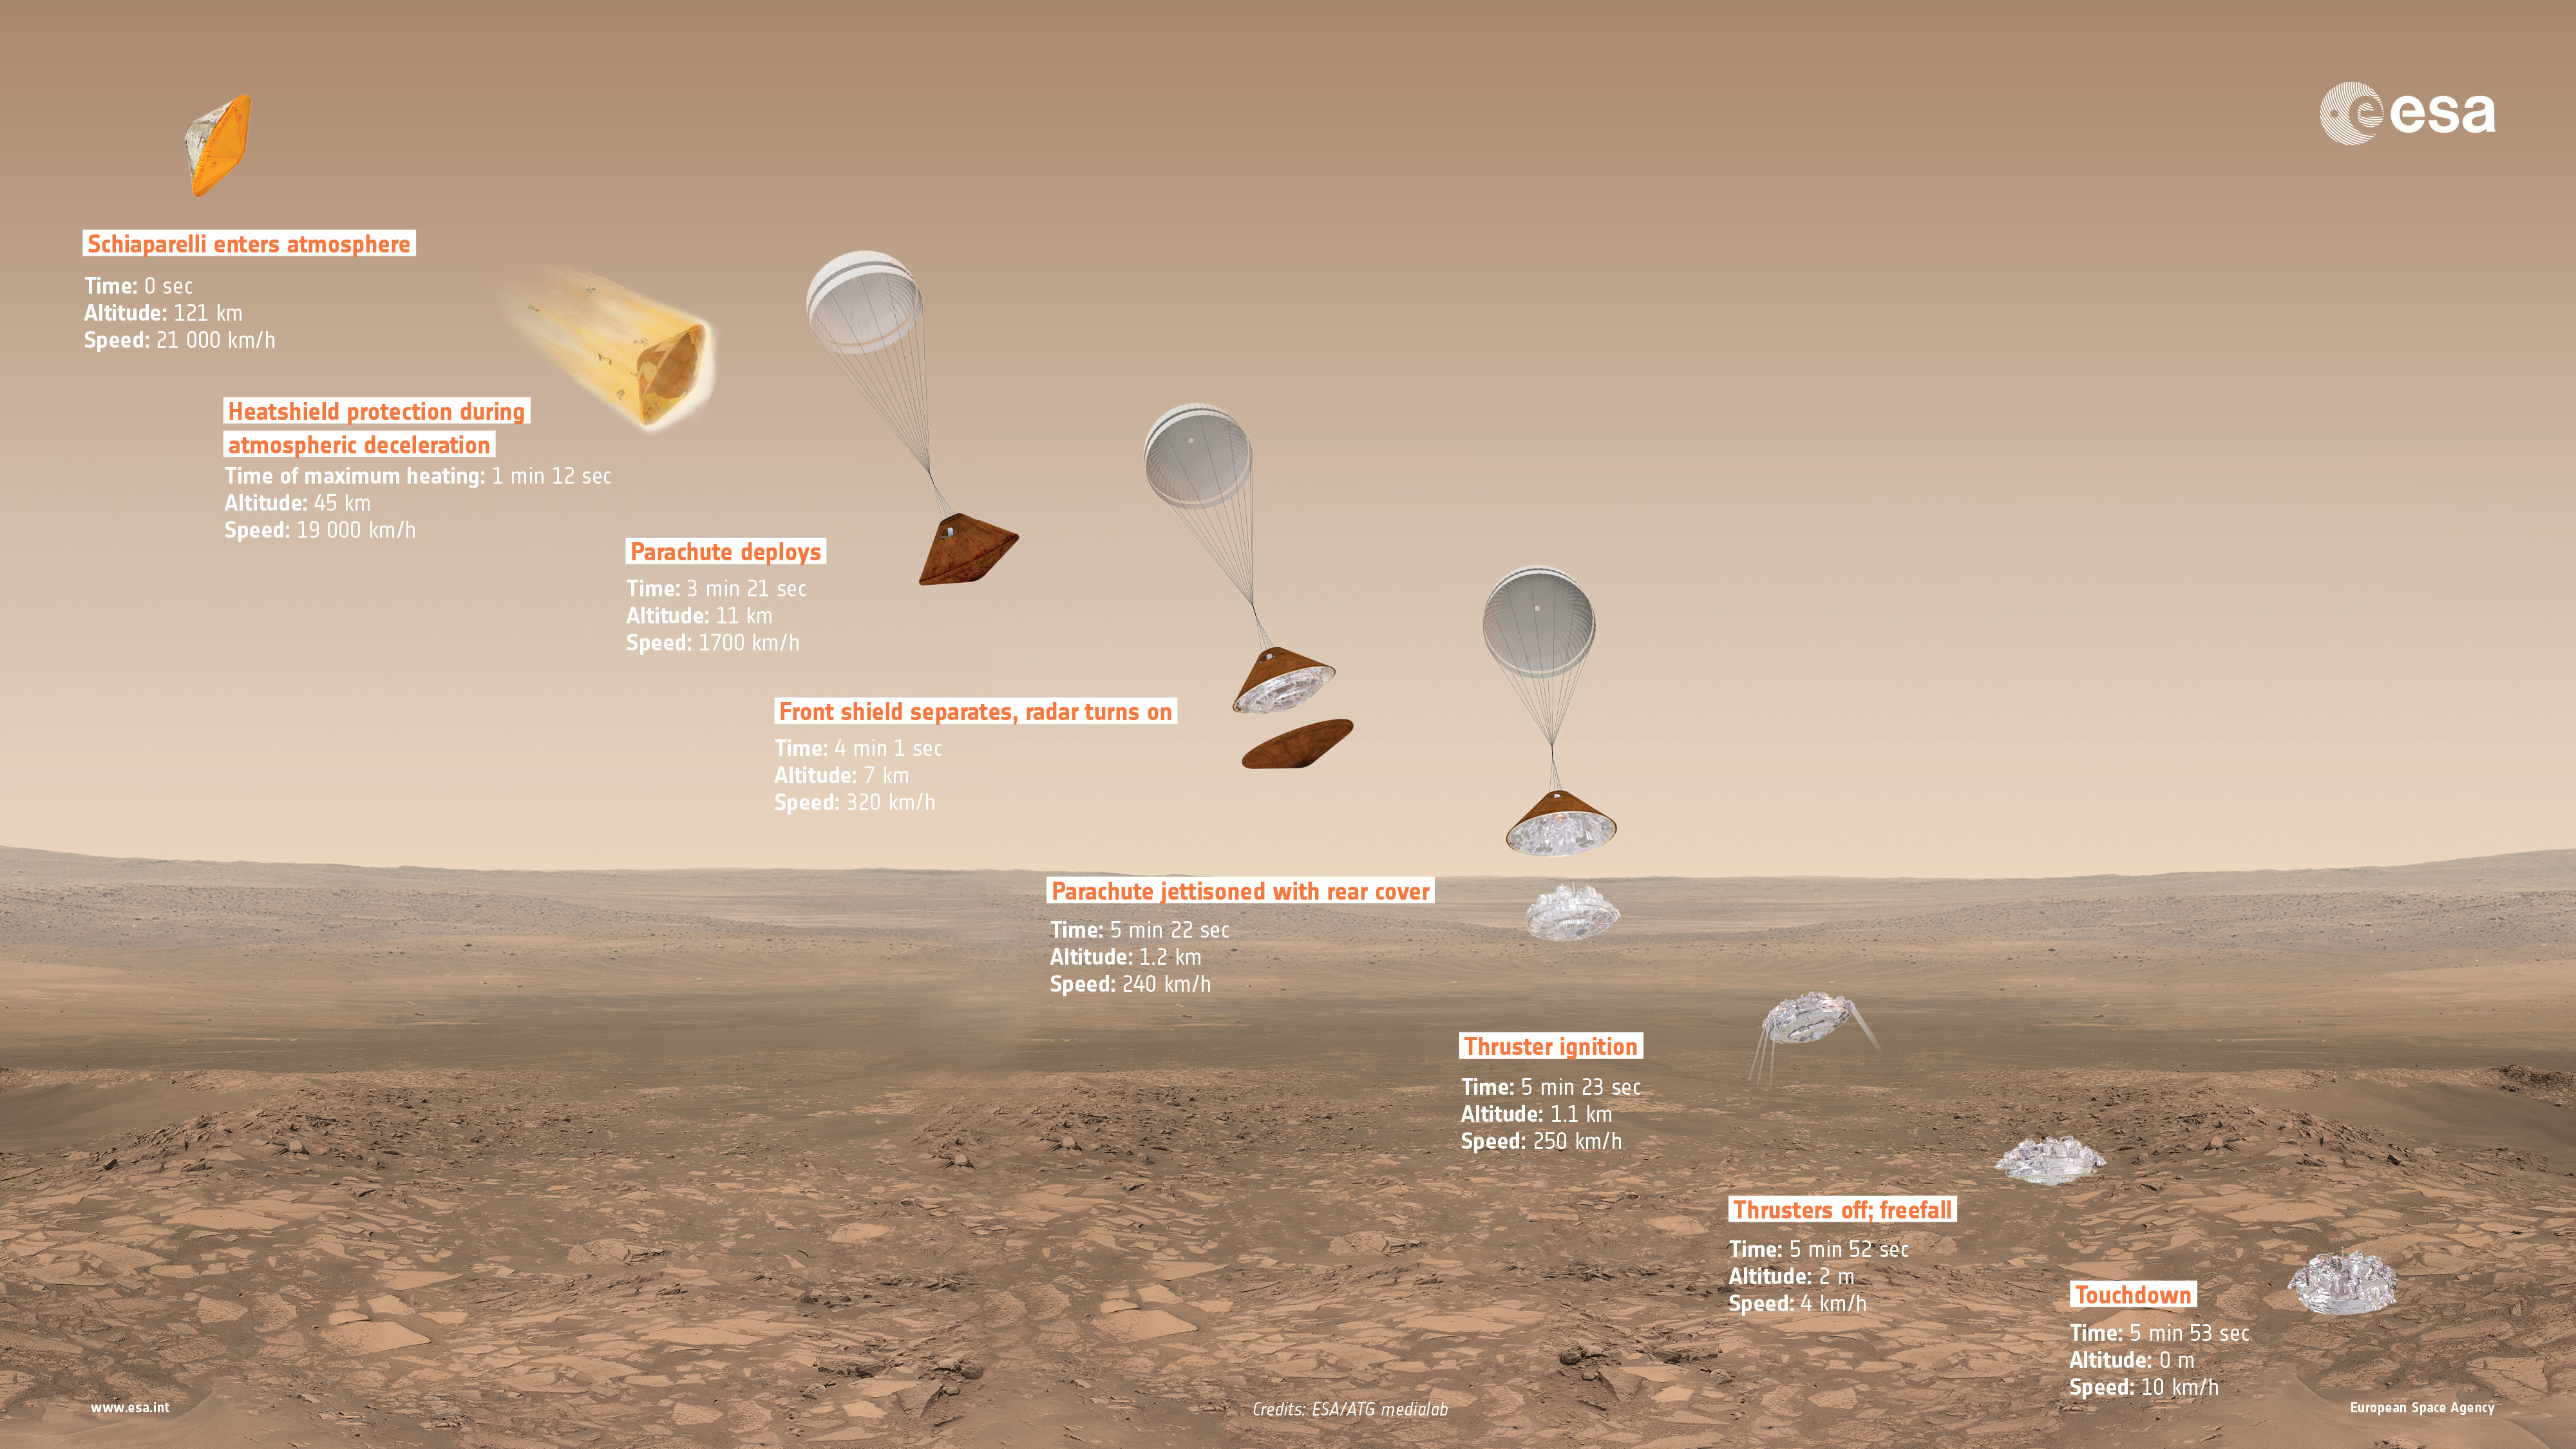 esa
Schiaparelli enters atmosphere
Time: 0 sec
Altitude: 121 km
Speed: 21 000 km/h
Heatshield protection during
atmospheric deceleration
Time of maximum heating: 1 min 12 sec
Altitude: 45 km
Speed: 19 000 km/h
Parachute deploys
Time: 3 min 21 sec
Altitude: 11 km
Speed: 1700 km/h
Front shield separates, radar turns on
Time: 4 min 1 sec
Altitude: 7 km
Speed: 320 km/h
Parachute jettisoned with rear cover
Time: 5 min 22 sec
Altitude: 1.2 km
Speed: 240 km/h
Thruster ignition
Time: 5 min 23 sec
Altitude: 1.1 km
Speed: 250 km/h
Thrusters off; freefall
Time: 5 min 52 sec
Altitude: 2 m
Speed: 4 km/h
Touchdown
Time: 5 min 53 sec
Altitude: 0 m
Speed: 10 km/h
www.esa.int
Credits: ESA/ATG medialab
European Space Agency